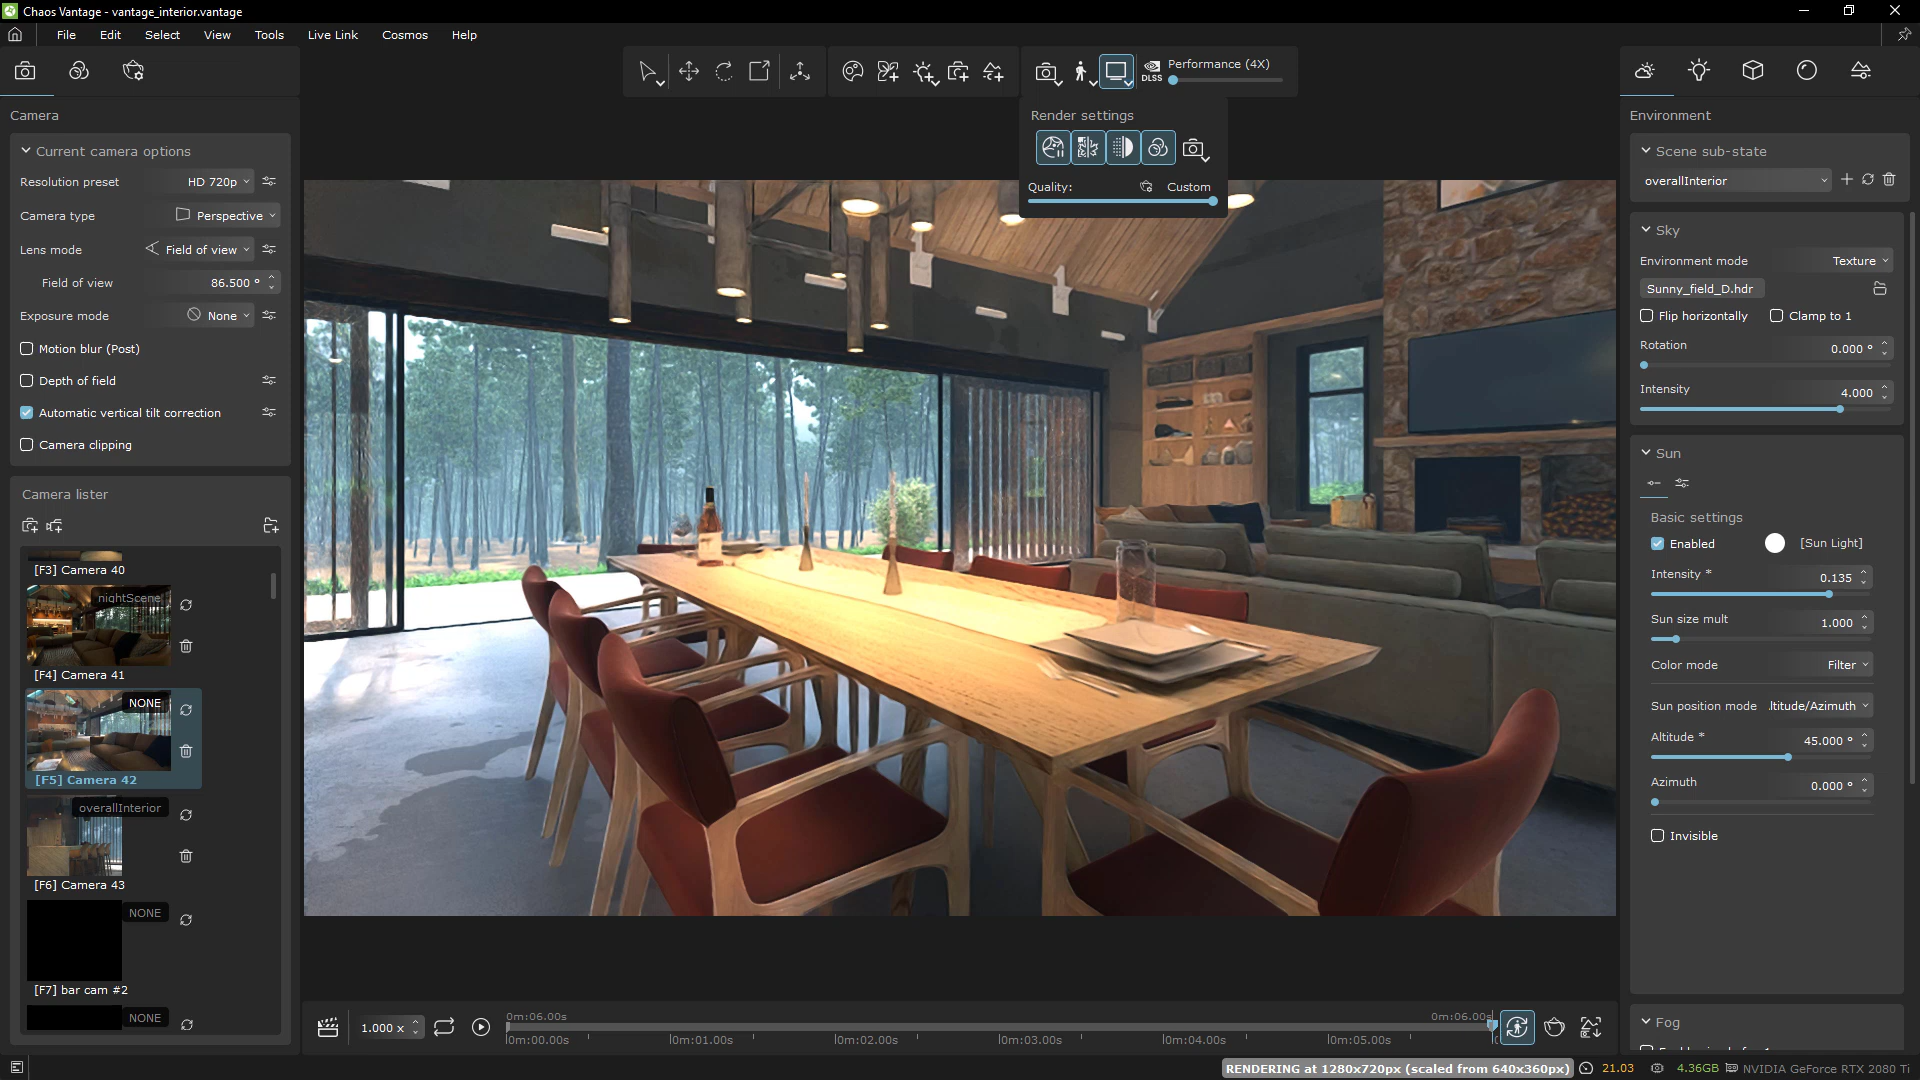 Chaos Vantage - vantage_interior.vantage
File Edit Select View Tools Live Link Cosmos Help
DLSS
Performance (4X)
Camera
Current camera options
Resolution preset HD 720p
Camera type Perspective
Lens mode Field of view
Field of view 86.500 °
Exposure mode None
Motion blur (Post)
Depth of field
Automatic vertical tilt correction
Camera clipping
Camera lister
[F3] Camera 40
nightScene
[F4] Camera 41
NONE
[F5] Camera 42
overallInterior
[F6] Camera 43
NONE
[F7] bar cam #2
NONE
Render settings
Quality: Custom
1.000 x
0m:06.00s 0m:06.00s
0m:00.00s 0m:01.00s 0m:02.00s 0m:03.00s 0m:04.00s 0m:05.00s
Environment
Scene sub-state
overallInterior
Sky
Environment mode Texture
Sunny_field_D.hdr
Flip horizontally Clamp to 1
Rotation 0.000 °
Intensity 4.000
Sun
Basic settings
Enabled [Sun Light]
Intensity * 0.135
Sun size mult 1.000
Color mode Filter
Sun position mode ltitude/Azimuth
Altitude * 45.000 °
Azimuth 0.000 °
Invisible
Fog
RENDERING at 1280x720px (scaled from 640x360px) 21.03 4.36GB NVIDIA GeForce RTX 2080 Ti